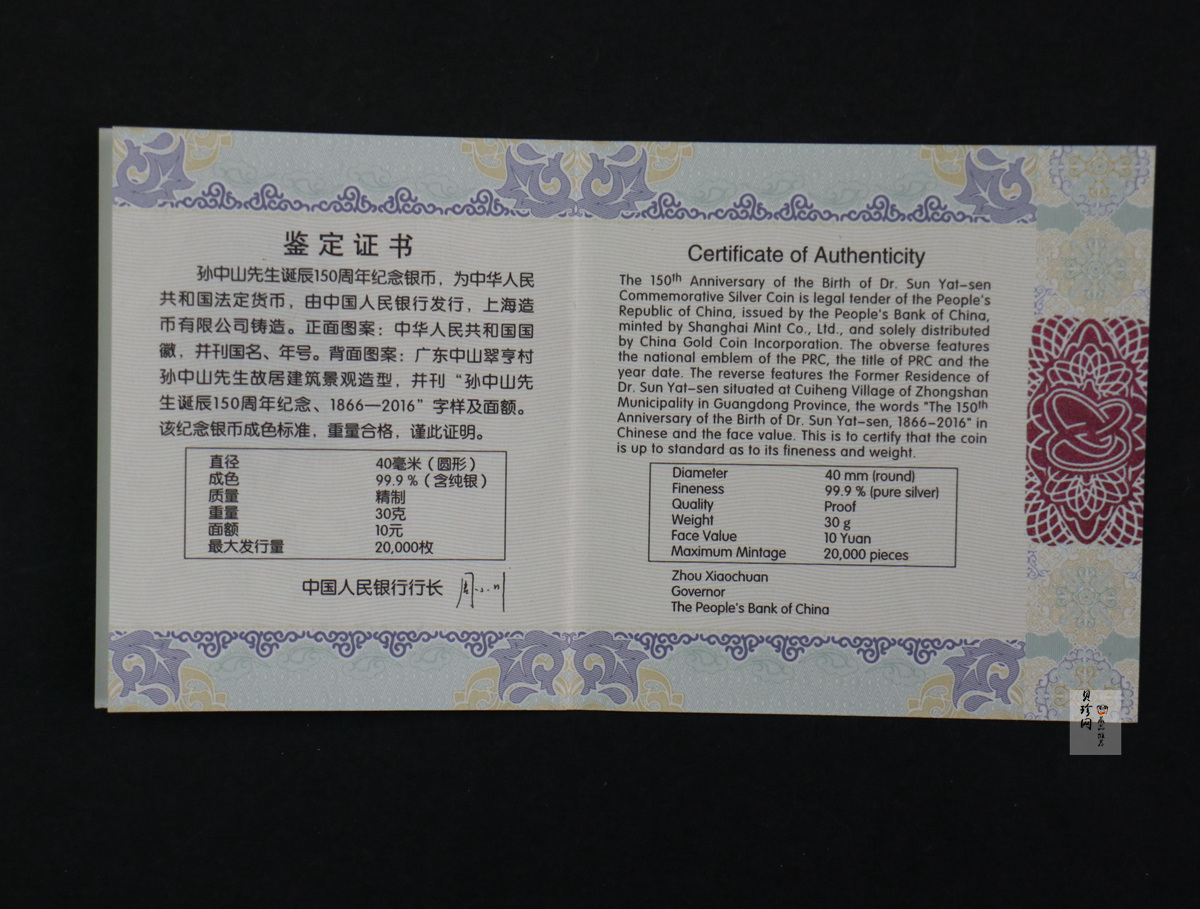 鉴定证书
孙中山先生诞辰150周年纪念银币，为中华人民
共和国法定货币，由中国人民银行发行，上海造
币有限公司铸造。正面图案：中华人民共和国国
徽，并刊国名、年号。背面图案：广东中山翠亨村
孙中山先生故居建筑景观造型，并刊“孙中山先
生诞辰150周年纪念、1866—2016”字样及面额。
该纪念银币成色标准，重量合格，谨此证明。
直径 40毫米（圆形）
成色 99.9％（含纯银）
质量 精制
重量 30克
面额 10元
最大发行量 20,000枚
中国人民银行行长
Certificate of Authenticity
The 150th Anniversary of the Birth of Dr. Sun Yat-sen
Commemorative Silver Coin is legal tender of the People's
Republic of China, issued by the People's Bank of China,
minted by Shanghai Mint Co., Ltd., and solely distributed
by China Gold Coin Incorporation. The obverse features
the national emblem of the PRC, the title of PRC and the
year date. The reverse features the Former Residence of
Dr. Sun Yat-sen situated at Cuiheng Village of Zhongshan
Municipality in Guangdong Province, the words "The 150th
Anniversary of the Birth of Dr. Sun Yat-sen, 1866-2016" in
Chinese and the face value. This is to certify that the coin
is up to standard as to its fineness and weight.
Diameter 40 mm (round)
Fineness 99.9 % (pure silver)
Quality Proof
Weight 30 g
Face Value 10 Yuan
Maximum Mintage 20,000 pieces
Zhou Xiaochuan
Governor
The People's Bank of China
贝珍网